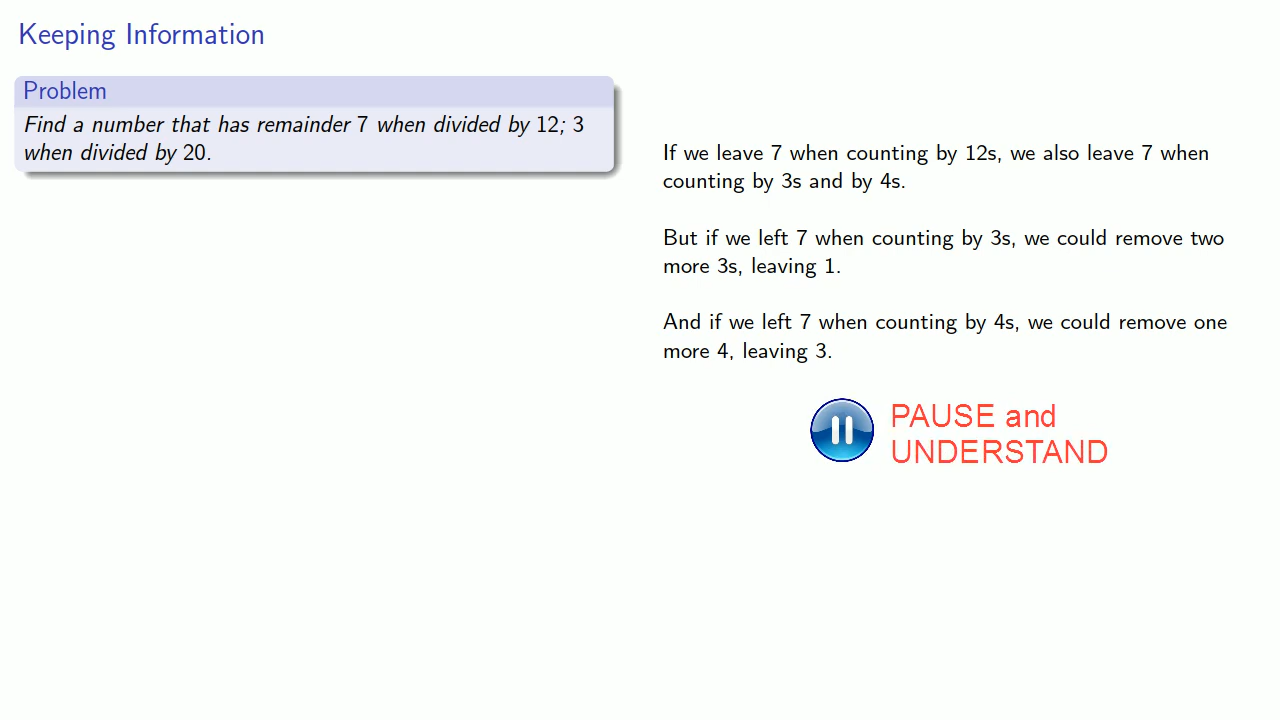 Keeping Information
Problem
Find a number that has remainder 7 when divided by 12; 3
when divided by 20.
If we leave 7 when counting by 12s, we also leave 7 when
counting by 3s and by 4s.
But if we left 7 when counting by 3s, we could remove two
more 3s, leaving 1.
And if we left 7 when counting by 4s, we could remove one
more 4, leaving 3.
PAUSE and
UNDERSTAND